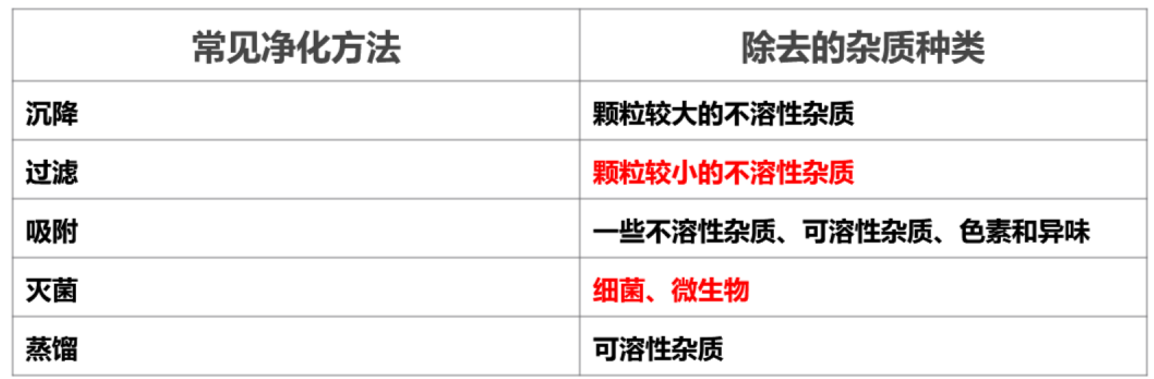 常见净化方法 除去的杂质种类
沉降 颗粒较大的不溶性杂质
过滤 颗粒较小的不溶性杂质
吸附 一些不溶性杂质、可溶性杂质、色素和异味
灭菌 细菌、微生物
蒸馏 可溶性杂质